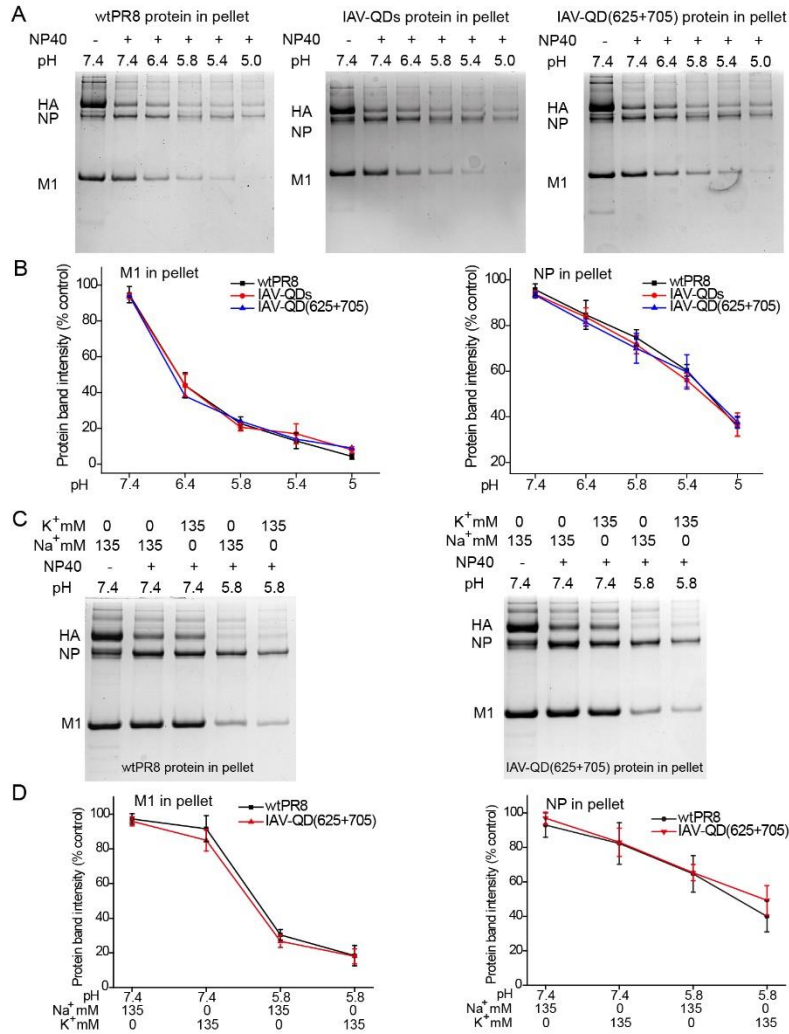 A
wtPR8 protein in pellet
NP40 - + + + + +
pH 7.4 7.4 6.4 5.8 5.4 5.0
HA
NP
M1
IAV-QDs protein in pellet
NP40 - + + + + +
pH 7.4 7.4 6.4 5.8 5.4 5.0
HA
NP
M1
IAV-QD(625+705) protein in pellet
NP40 - + + + + +
pH 7.4 7.4 6.4 5.8 5.4 5.0
HA
NP
M1
B
M1 in pellet
wtPR8
IAV-QDs
IAV-QD(625+705)
Protein band intensity (% control)
100
80
60
40
20
0
pH 7.4 6.4 5.8 5.4 5
NP in pellet
wtPR8
IAV-QDs
IAV-QD(625+705)
Protein band intensity (% control)
100
80
60
40
20
pH 7.4 6.4 5.8 5.4 5
C
K+mM 0 0 135 0 135
Na+mM 135 135 0 135 0
NP40 - + + + +
pH 7.4 7.4 7.4 5.8 5.8
HA
NP
M1
wtPR8 protein in pellet
K+mM 0 0 135 0 135
Na+mM 135 135 0 135 0
NP40 - + + + +
pH 7.4 7.4 7.4 5.8 5.8
HA
NP
M1
IAV-QD(625+705) protein in pellet
D
M1 in pellet
wtPR8
IAV-QD(625+705)
Protein band intensity (% control)
100
80
60
40
20
0
pH 7.4 7.4 5.8 5.8
Na+mM 135 0 135 0
K+mM 0 135 0 135
NP in pellet
wtPR8
IAV-QD(625+705)
Protein band intensity (% control)
100
80
60
40
20
0
pH 7.4 7.4 5.8 5.8
Na+mM 135 0 135 0
K+mM 0 135 0 135